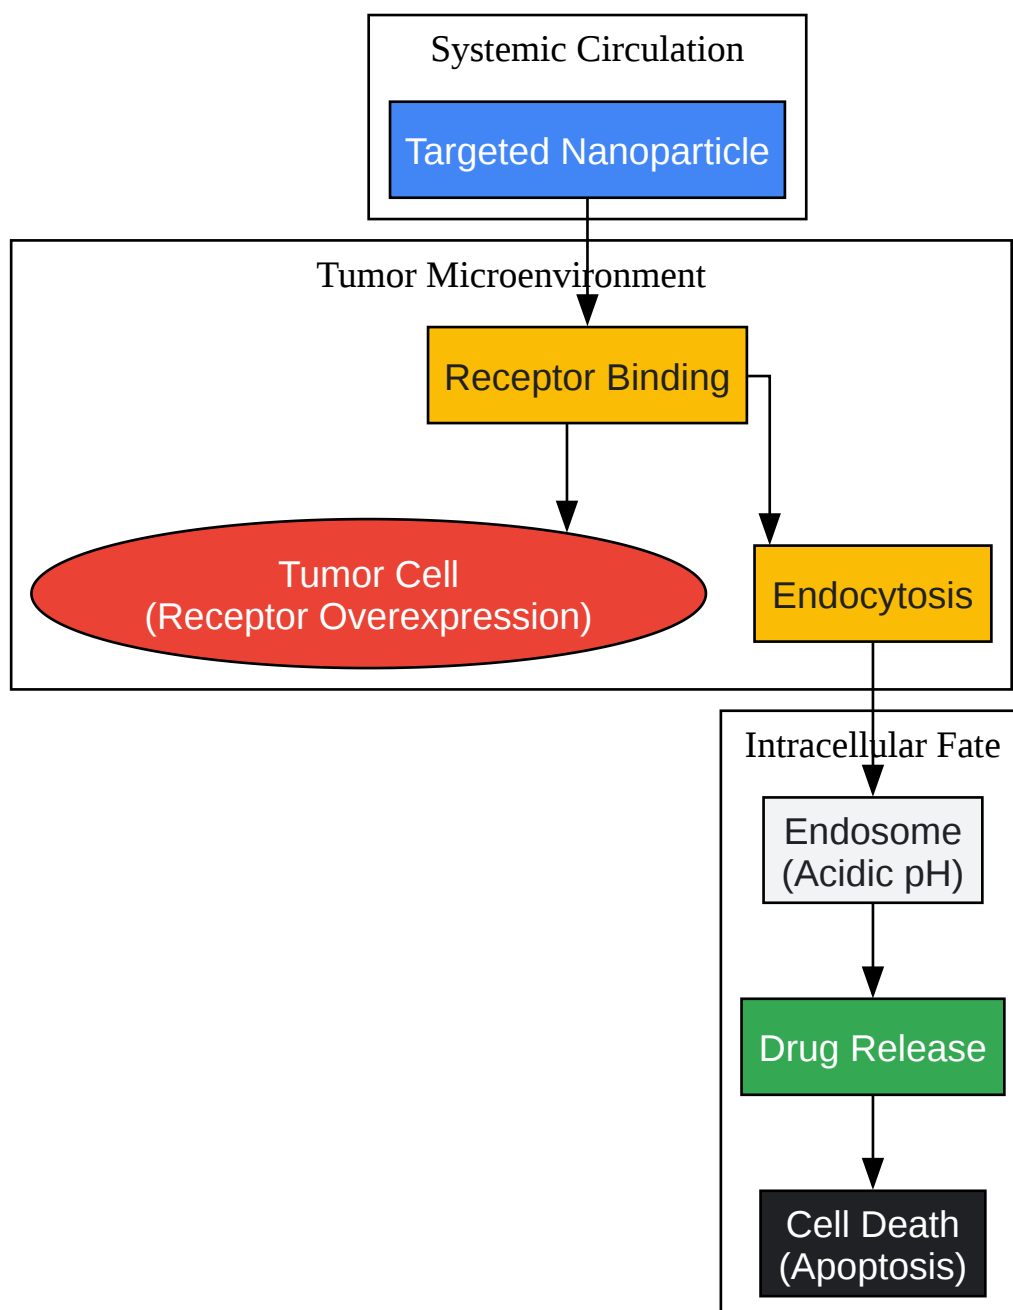 Systemic Circulation
Targeted Nanoparticle
Tumor Microenvironment
Receptor Binding
Tumor Cell
(Receptor Overexpression)
Endocytosis
Intracellular Fate
Endosome
(Acidic pH)
Drug Release
Cell Death
(Apoptosis)